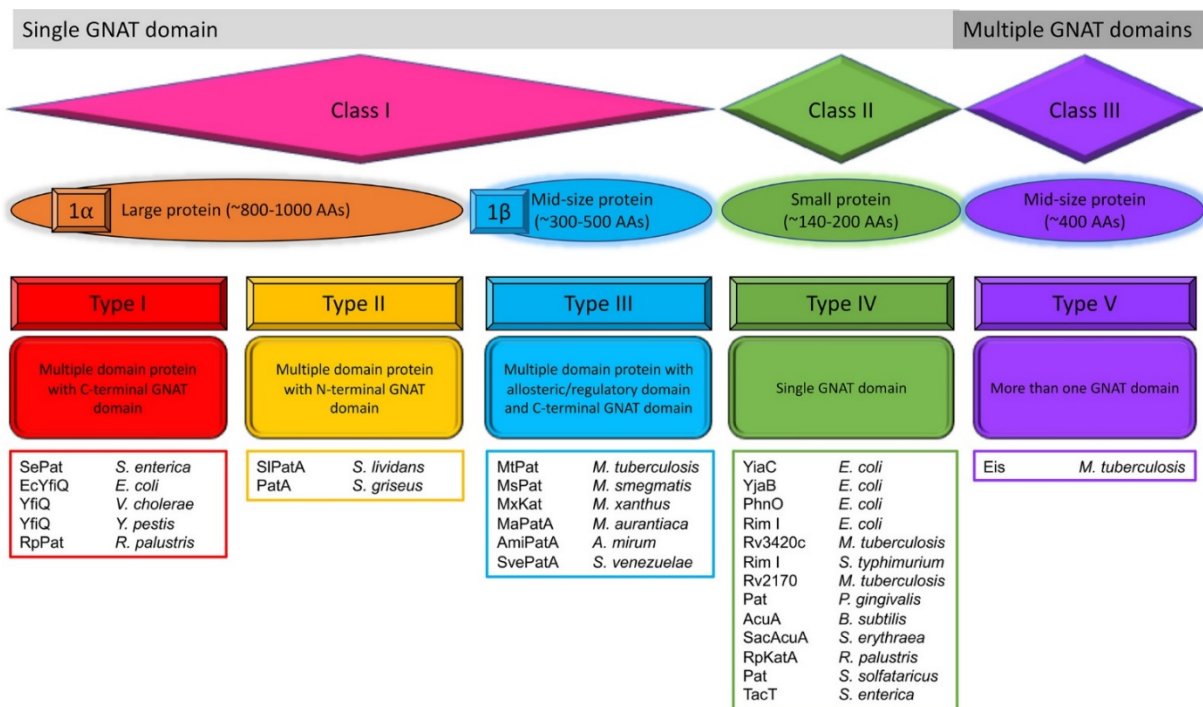 Single GNAT domain
Multiple GNAT domains
Class I
Class II
Class III
1α
Large protein (~800-1000 AAs)
1β
Mid-size protein
(~300-500 AAs)
Small protein
(~140-200 AAs)
Mid-size protein
(~400 AAs)
Type I
Type II
Type III
Type IV
Type V
Multiple domain protein
with C-terminal GNAT
domain
Multiple domain protein
with N-terminal GNAT
domain
Multiple domain protein with
allosteric/regulatory domain
and C-terminal GNAT domain
Single GNAT domain
More than one GNAT domain
SePat S. enterica
EcYfiQ E. coli
YfiQ V. cholerae
YfiQ Y. pestis
RpPat R. palustris
SlPatA S. lividans
PatA S. griseus
MtPat M. tuberculosis
MsPat M. smegmatis
MxKat M. xanthus
MaPatA M. aurantiaca
AmiPatA A. mirum
SvePatA S. venezuelae
YiaC E. coli
YjaB E. coli
PhnO E. coli
Rim I E. coli
Rv3420c M. tuberculosis
Rim I S. typhimurium
Rv2170 M. tuberculosis
Pat P. gingivalis
AcuA B. subtilis
SacAcuA S. erythraea
RpKatA R. palustris
Pat S. solfataricus
TacT S. enterica
Eis M. tuberculosis